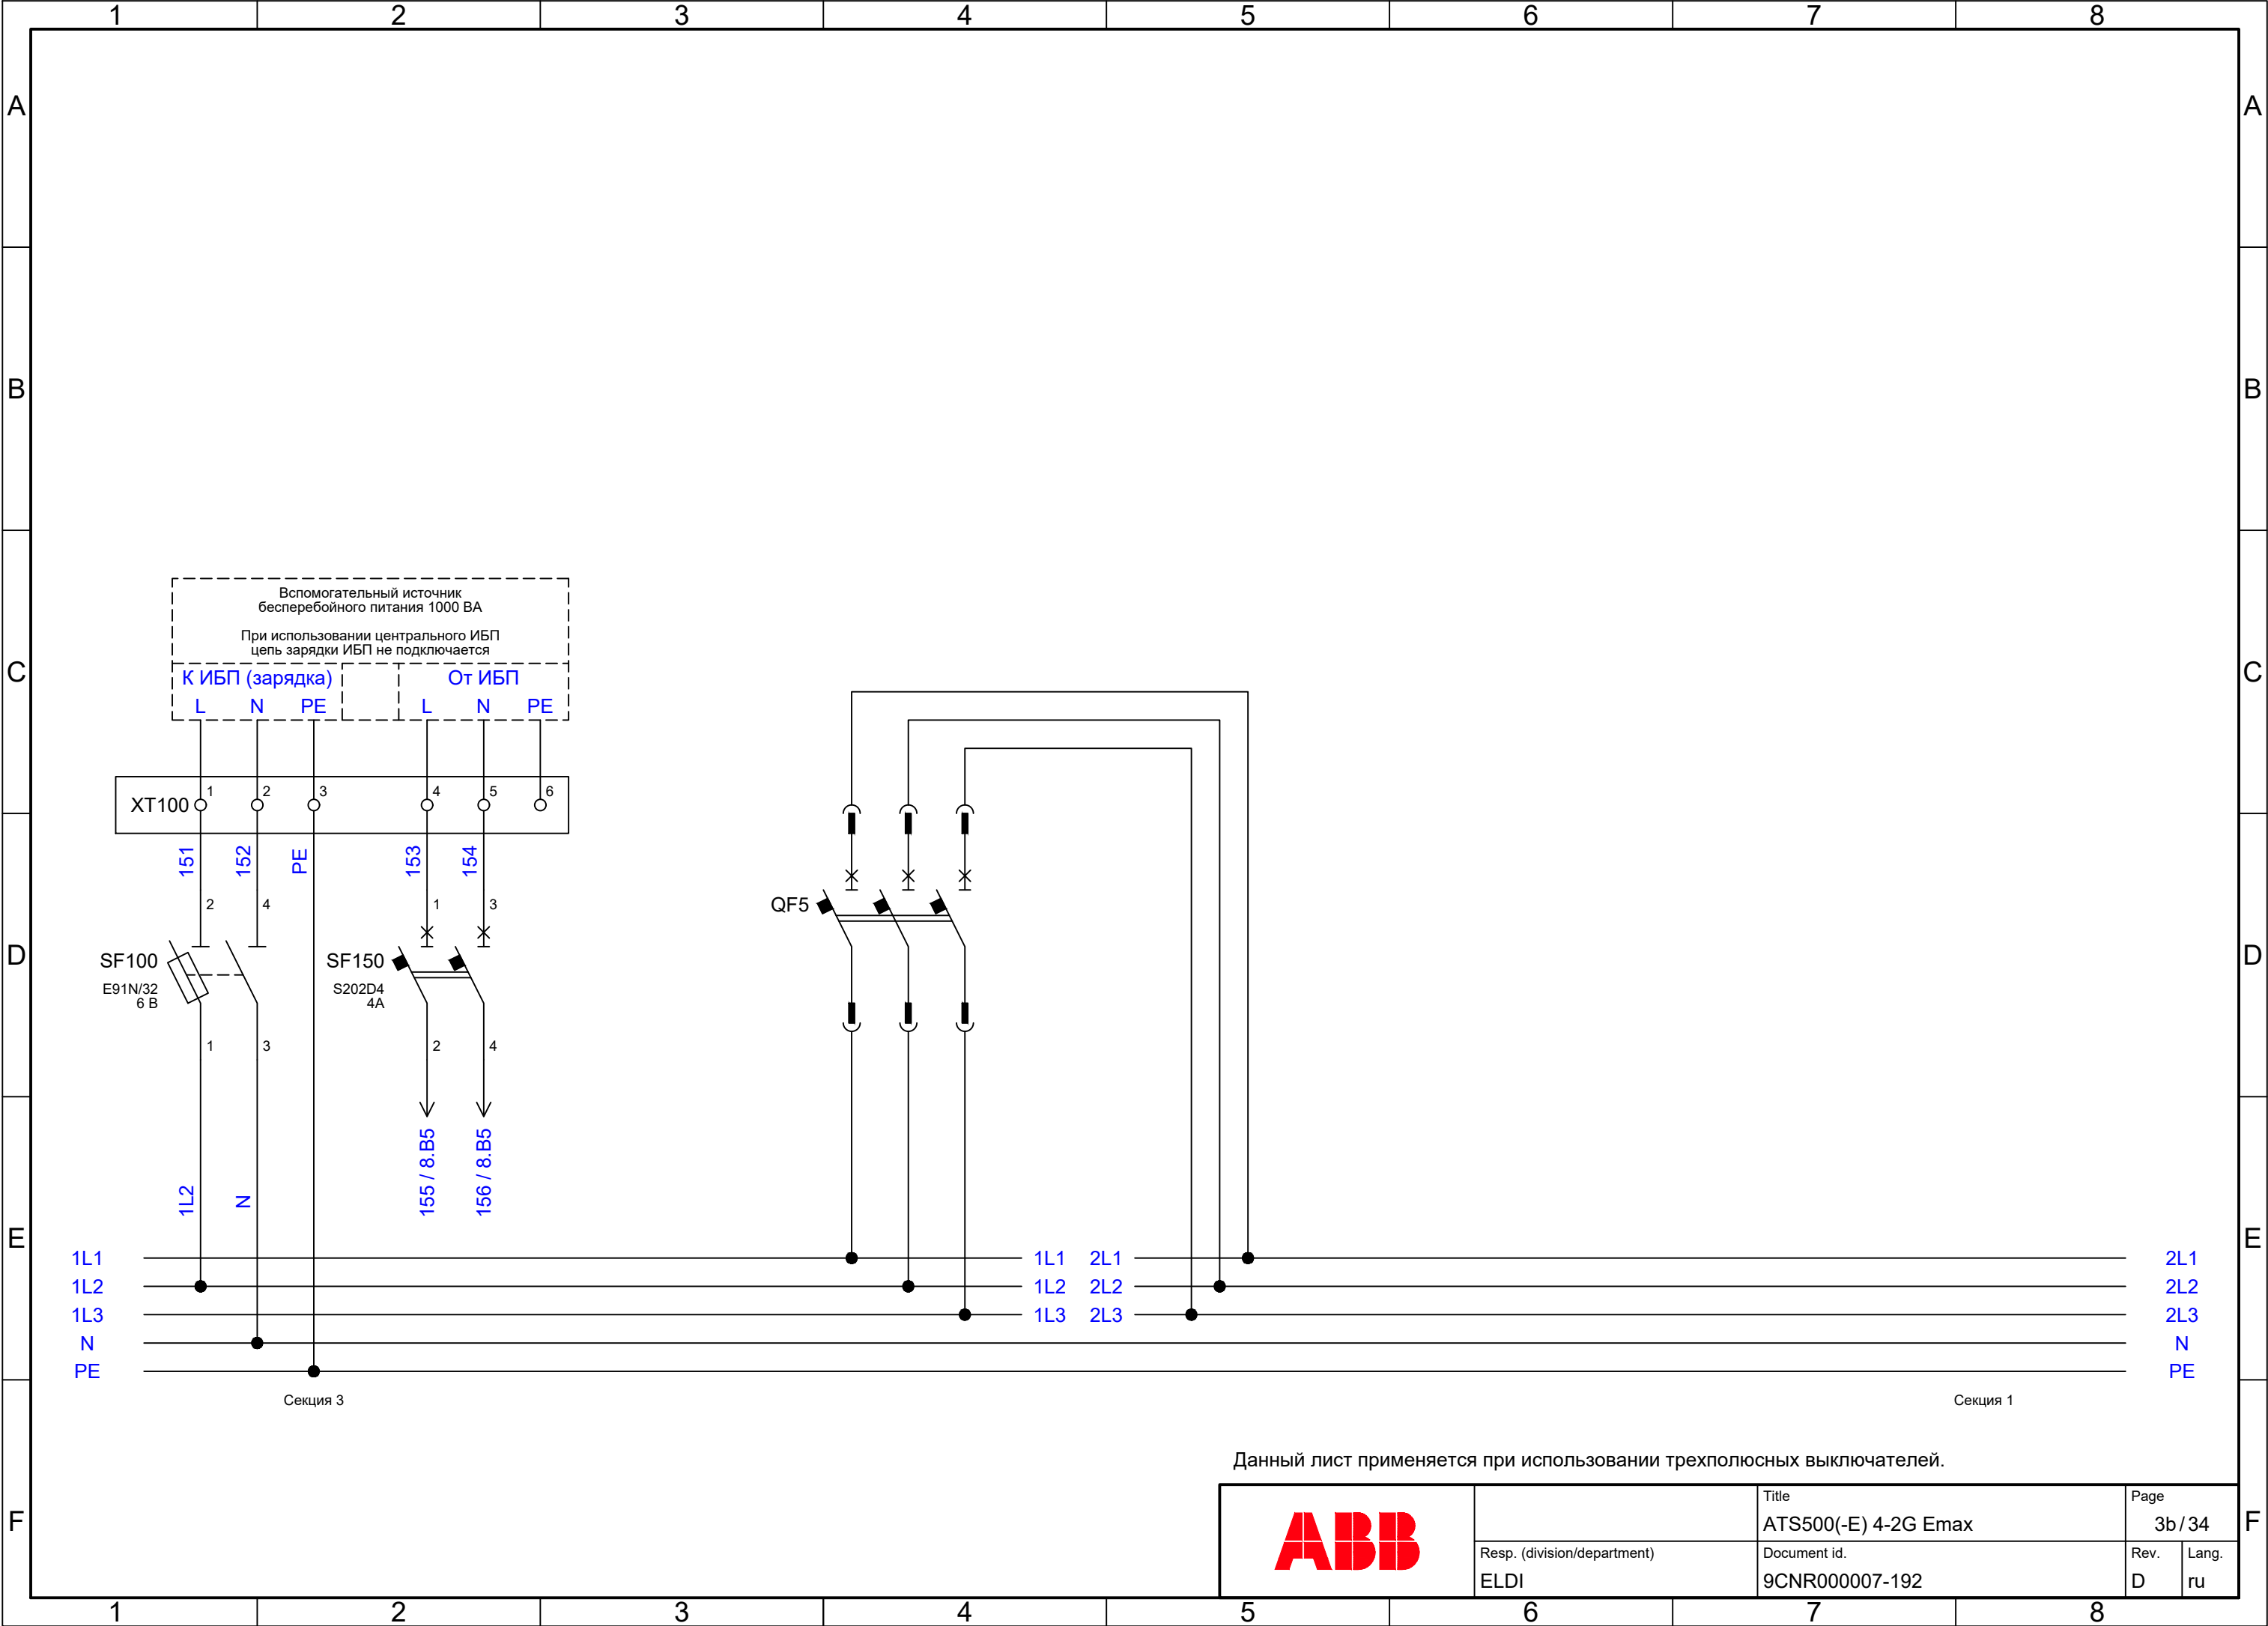 1 2 3 4 5 6 7 8
A A
B B
C C
D D
E E
F F
Вспомогательный источник
бесперебойного питания 1000 ВА
При использовании центрального ИБП
цепь зарядки ИБП не подключается
К ИБП (зарядка) От ИБП
L N PE L N PE
XT100 1 2 3 4 5 6
151 152 PE 153 154
2 4 1 3
QF5
SF100 SF150
E91N/32 S202D4
6 В 4A
1 3 2 4
1L2 N 155 / 8.B5 156 / 8.B5
1L1 1L1 2L1 2L1
1L2 1L2 2L2 2L2
1L3 1L3 2L3 2L3
N N
PE PE
Секция 3 Секция 1
Данный лист применяется при использовании трехполюсных выключателей.
ABB
Title
ATS500(-E) 4-2G Emax
Page
3b / 34
Resp. (division/department)
ELDI
Document id.
9CNR000007-192
Rev.
D
Lang.
ru
1 2 3 4 5 6 7 8